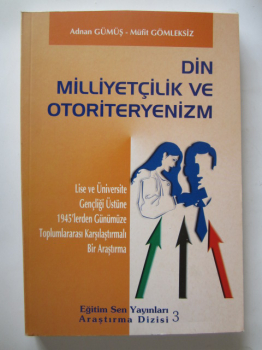 Adnan GÜMÜŞ - Müfit GÖMLEKSİZ
DİN
MİLLİYETÇİLİK VE
OTORİTERYENİZM
Lise ve Üniversite
Gençliği Üstüne
1945'lerden Günümüze
Toplumlararası Karşılaştırmalı
Bir Araştırma
Eğitim Sen Yayınları
Araştırma Dizisi 3